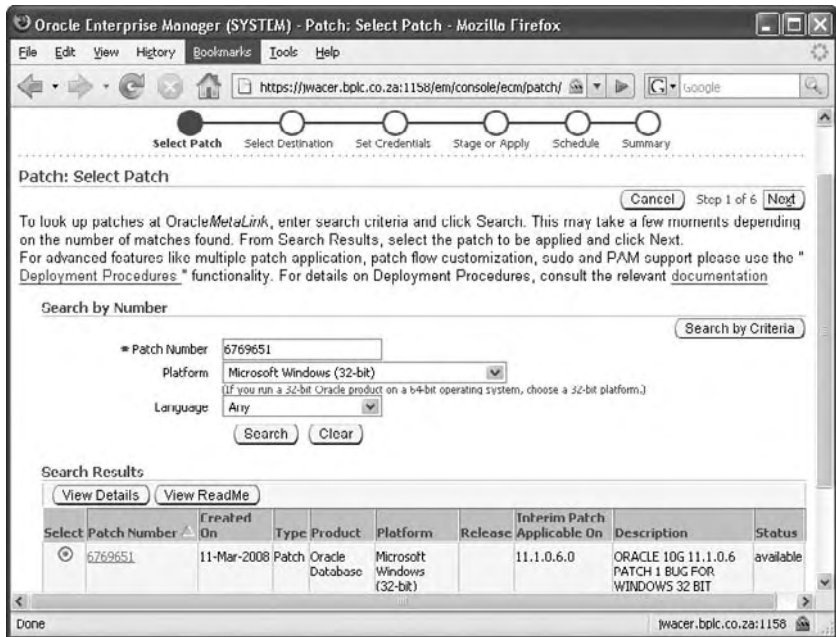 Oracle Enterprise Manager (SYSTEM) - Patch: Select Patch - Mozilla Firefox
File Edit View History Bookmarks Tools Help
https://jwacer.bplc.co.za:1158/em/console/ecm/patch/
Google
Select Patch Select Destination Set Credentials Stage or Apply Schedule Summary
Patch: Select Patch
Cancel Step 1 of 6 Next
To look up patches at OracleMetaLink, enter search criteria and click Search. This may take a few moments depending
on the number of matches found. From Search Results, select the patch to be applied and click Next.
For advanced features like multiple patch application, patch flow customization, sudo and PAM support please use the "
Deployment Procedures " functionality. For details on Deployment Procedures, consult the relevant documentation
Search by Number
Search by Criteria
* Patch Number 6769651
Platform Microsoft Windows (32-bit)
(If you run a 32-bit Oracle product on a 64-bit operating system, choose a 32-bit platform.)
Language Any
Search Clear
Search Results
View Details View ReadMe
Select Patch Number Created On Type Product Platform Release Interim Patch Applicable On Description Status
6769651 11-Mar-2008 Patch Oracle Database Microsoft Windows (32-bit) 11.1.0.6.0 ORACLE 10G 11.1.0.6 PATCH 1 BUG FOR WINDOWS 32 BIT available
Done jwacer.bplc.co.za:1158